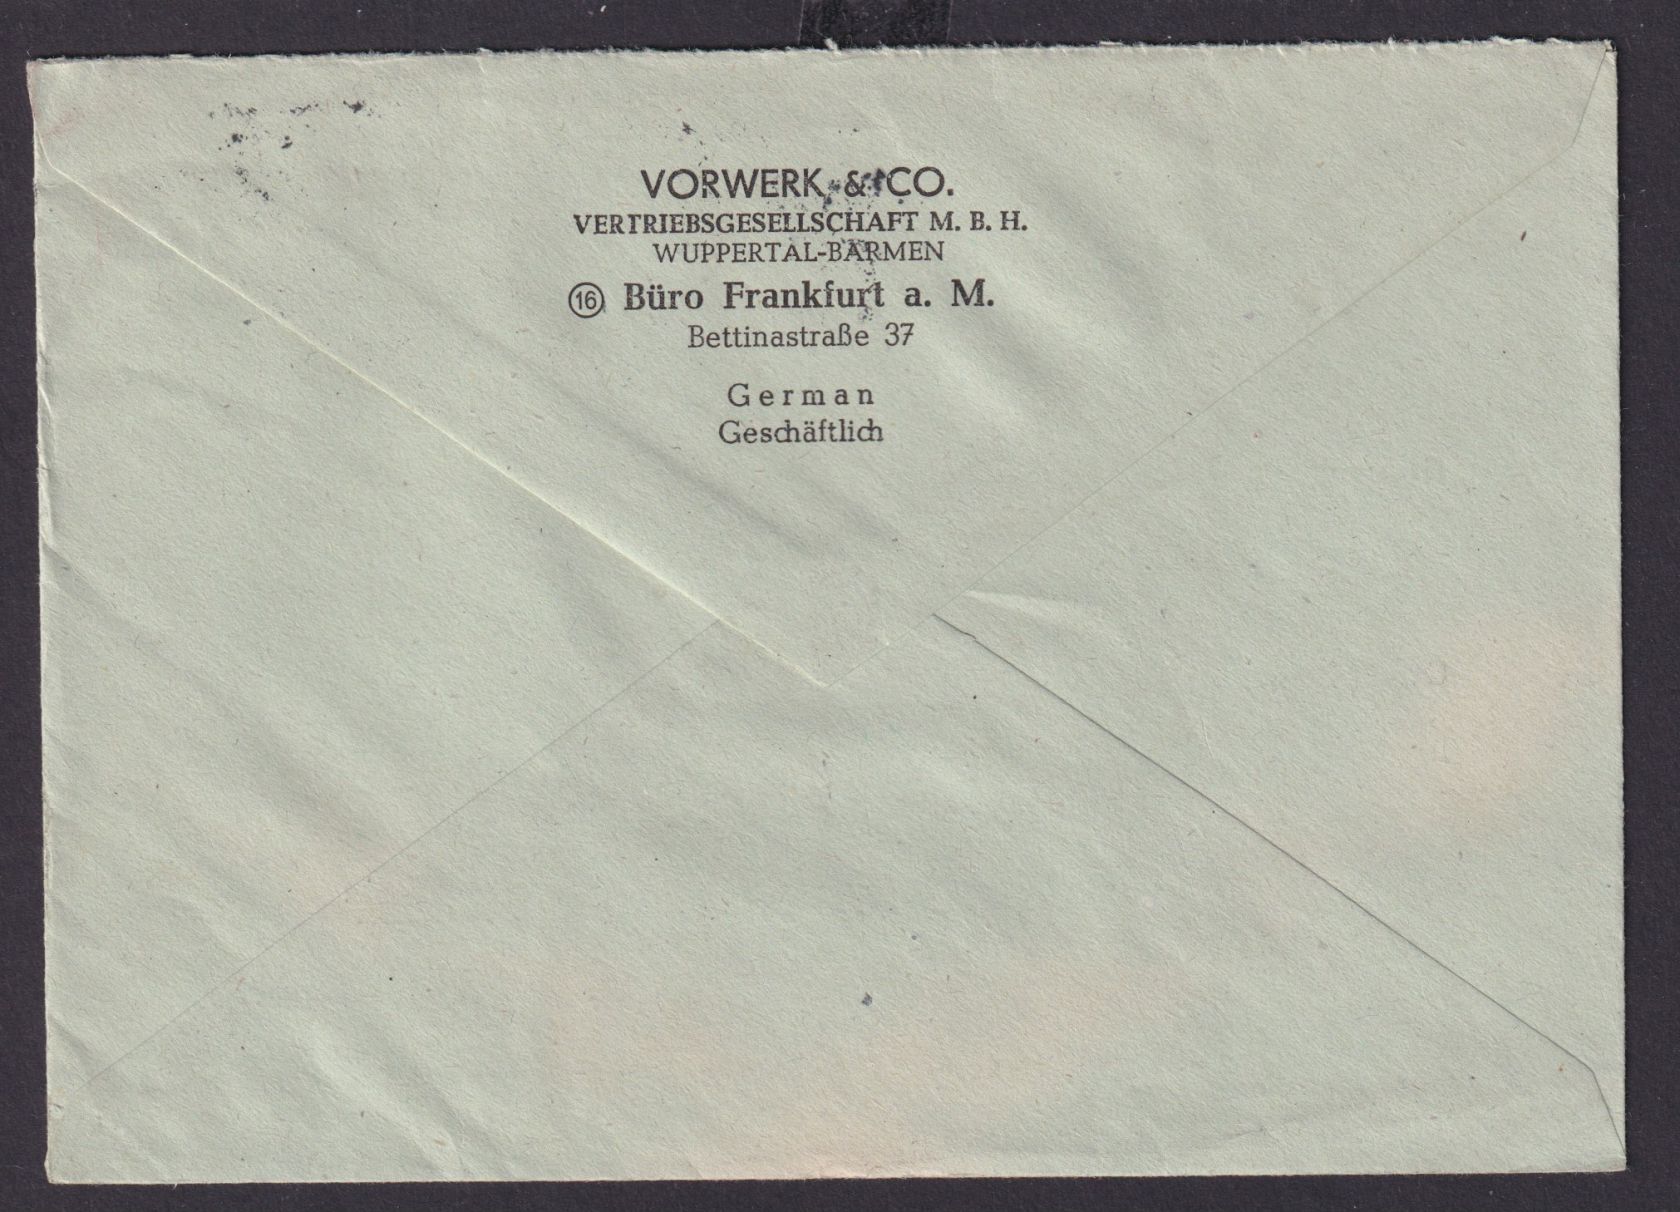 VORWERK & CO.
VERTRIEBSGESELLSCHAFT M. B. H.
WUPPERTAL-BARMEN
⑯ Büro Frankfurt a. M.
Bettinastraße 37
German
Geschäftlich